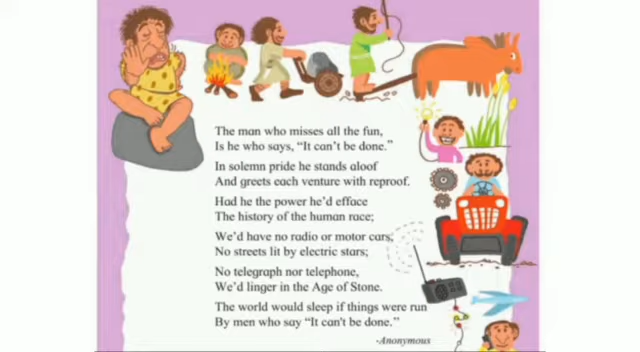 The man who misses all the fun,
Is he who says, “It can’t be done.”
In solemn pride he stands aloof
And greets each venture with reproof.
Had he the power he’d efface
The history of the human race;
We’d have no radio or motor cars,
No streets lit by electric stars;
No telegraph nor telephone,
We’d linger in the Age of Stone.
The world would sleep if things were run
By men who say “It can't be done.”
-Anonymous